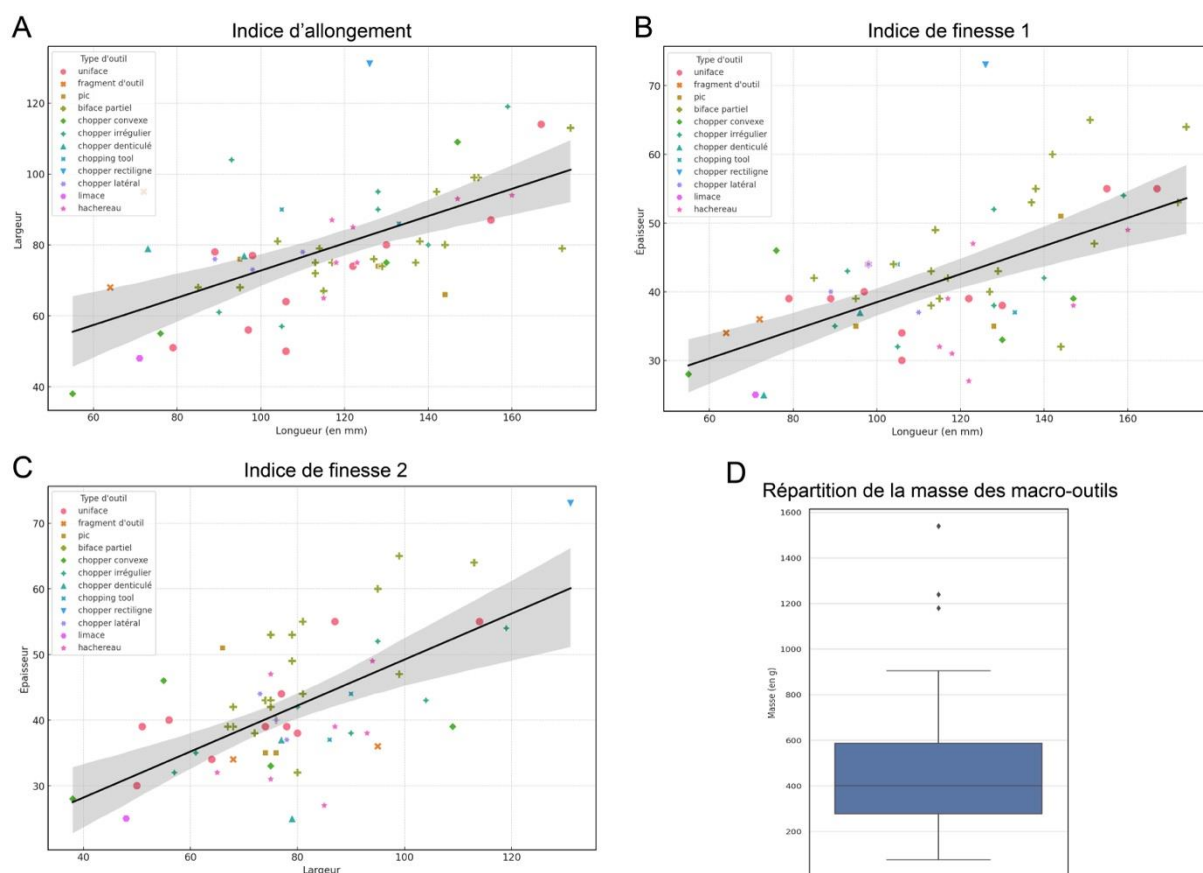 A
Indice d'allongement
120
100
80
60
40
Largeur
Type d'outil
uniface
fragment d'outil
pic
biface partiel
chopper convexe
chopper irrégulier
chopper denticulé
chopping tool
chopper rectiligne
chopper latéral
limace
hachereau
60
80
100
120
140
160
Longueur (en mm)
B
Indice de finesse 1
70
60
50
40
30
Épaisseur
Type d'outil
uniface
fragment d'outil
pic
biface partiel
chopper convexe
chopper irrégulier
chopper denticulé
chopping tool
chopper rectiligne
chopper latéral
limace
hachereau
60
80
100
120
140
160
Longueur (en mm)
C
Indice de finesse 2
70
60
50
40
30
Épaisseur
Type d'outil
uniface
fragment d'outil
pic
biface partiel
chopper convexe
chopper irrégulier
chopper denticulé
chopping tool
chopper rectiligne
chopper latéral
limace
hachereau
40
60
80
100
120
Largeur
D
Répartition de la masse des macro-outils
1600
1400
1200
1000
800
600
400
200
Masse (en g)